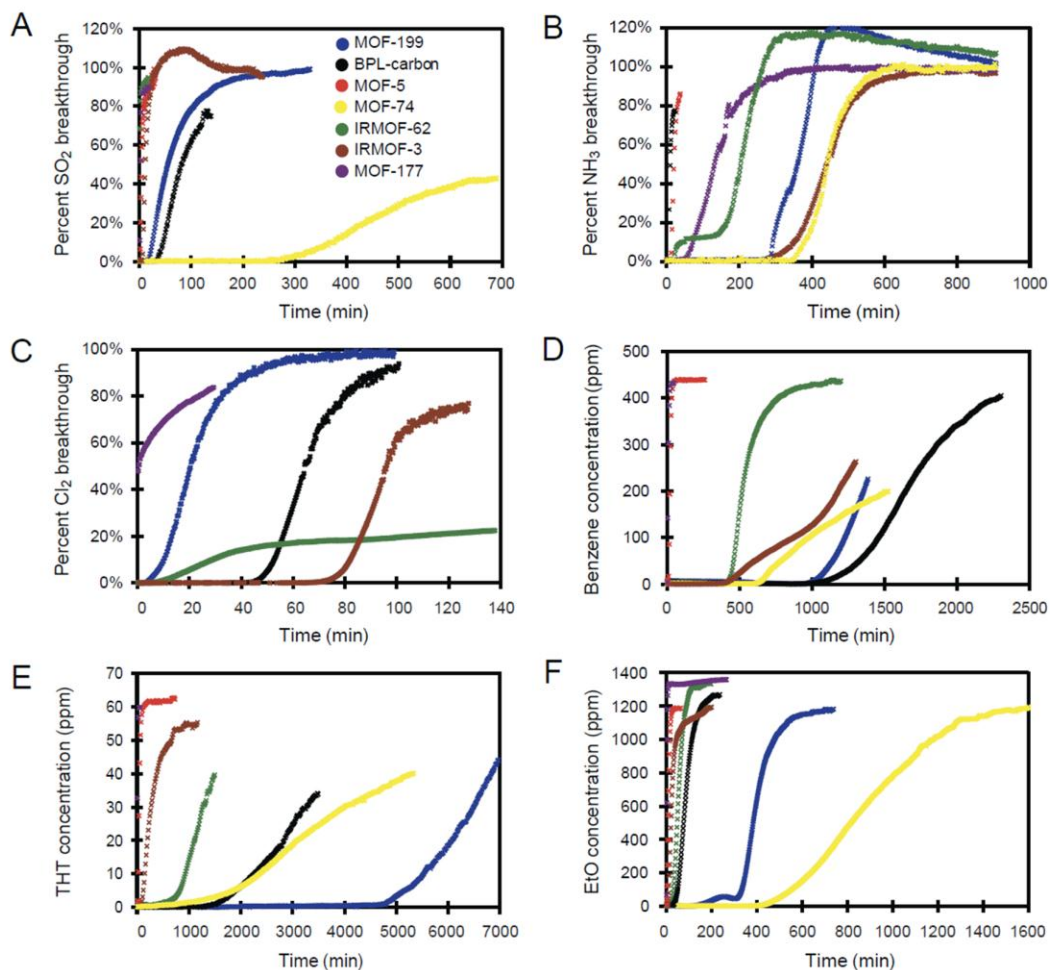 A
Percent SO2 breakthrough
120%
100%
80%
60%
40%
20%
0%
0 100 200 300 400 500 600 700
Time (min)
MOF-199
BPL-carbon
MOF-5
MOF-74
IRMOF-62
IRMOF-3
MOF-177
B
Percent NH3 breakthrough
120%
100%
80%
60%
40%
20%
0%
0 200 400 600 800 1000
Time (min)
C
Percent Cl2 breakthrough
100%
80%
60%
40%
20%
0%
0 20 40 60 80 100 120 140
Time (min)
D
Benzene concentration (ppm)
500
400
300
200
100
0
0 500 1000 1500 2000 2500
Time (min)
E
THT concentration (ppm)
70
60
50
40
30
20
10
0
0 1000 2000 3000 4000 5000 6000 7000
Time (min)
F
EtO concentration (ppm)
1400
1200
1000
800
600
400
200
0
0 200 400 600 800 1000 1200 1400 1600
Time (min)